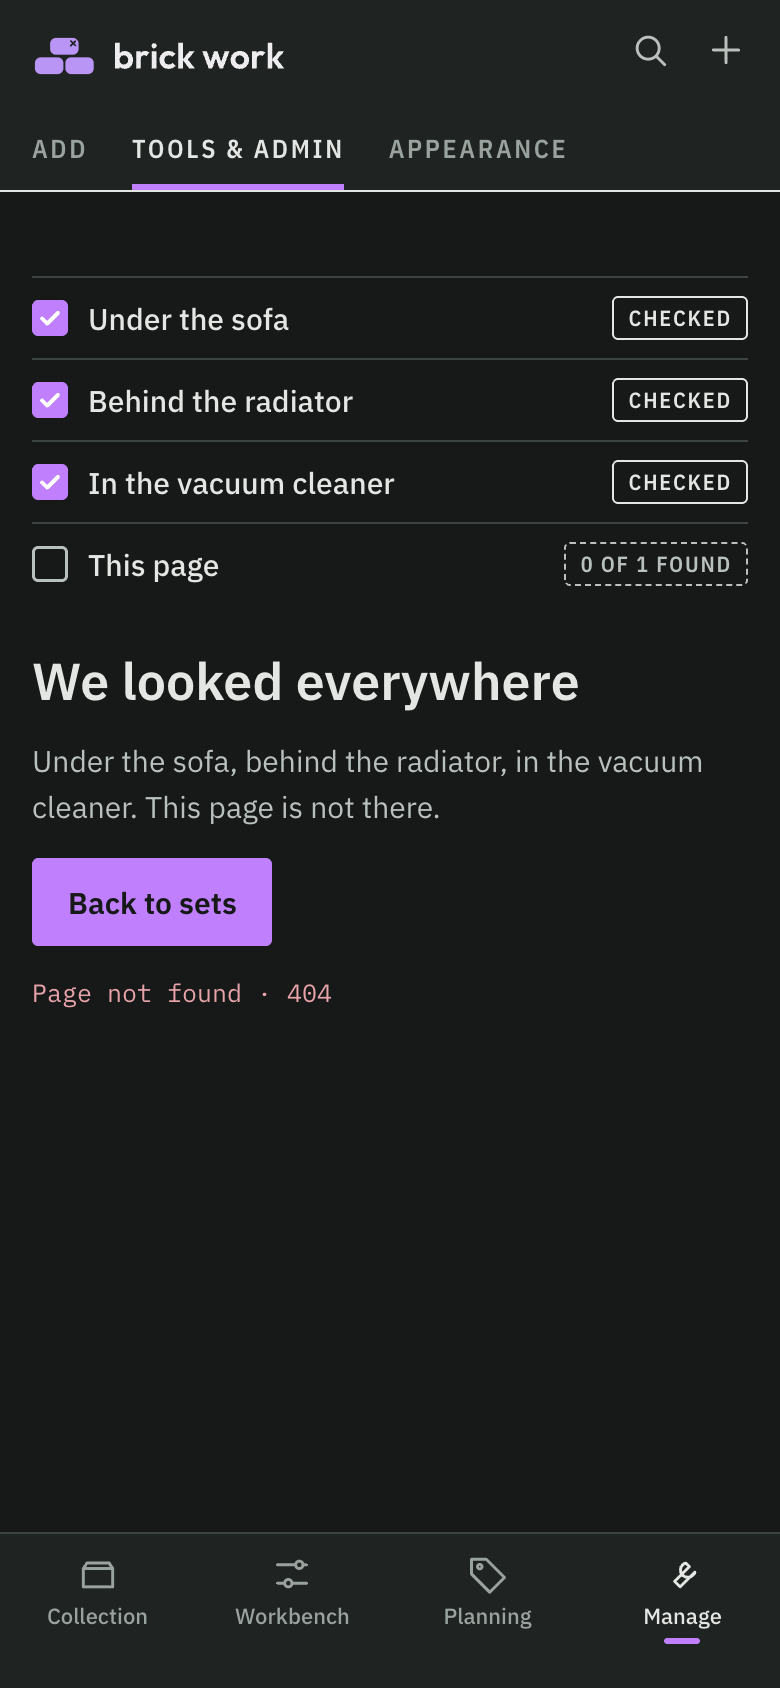 brick work
ADD TOOLS & ADMIN APPEARANCE
Under the sofa CHECKED
Behind the radiator CHECKED
In the vacuum cleaner CHECKED
This page 0 OF 1 FOUND
We looked everywhere
Under the sofa, behind the radiator, in the vacuum
cleaner. This page is not there.
Back to sets
Page not found · 404
Collection Workbench Planning Manage